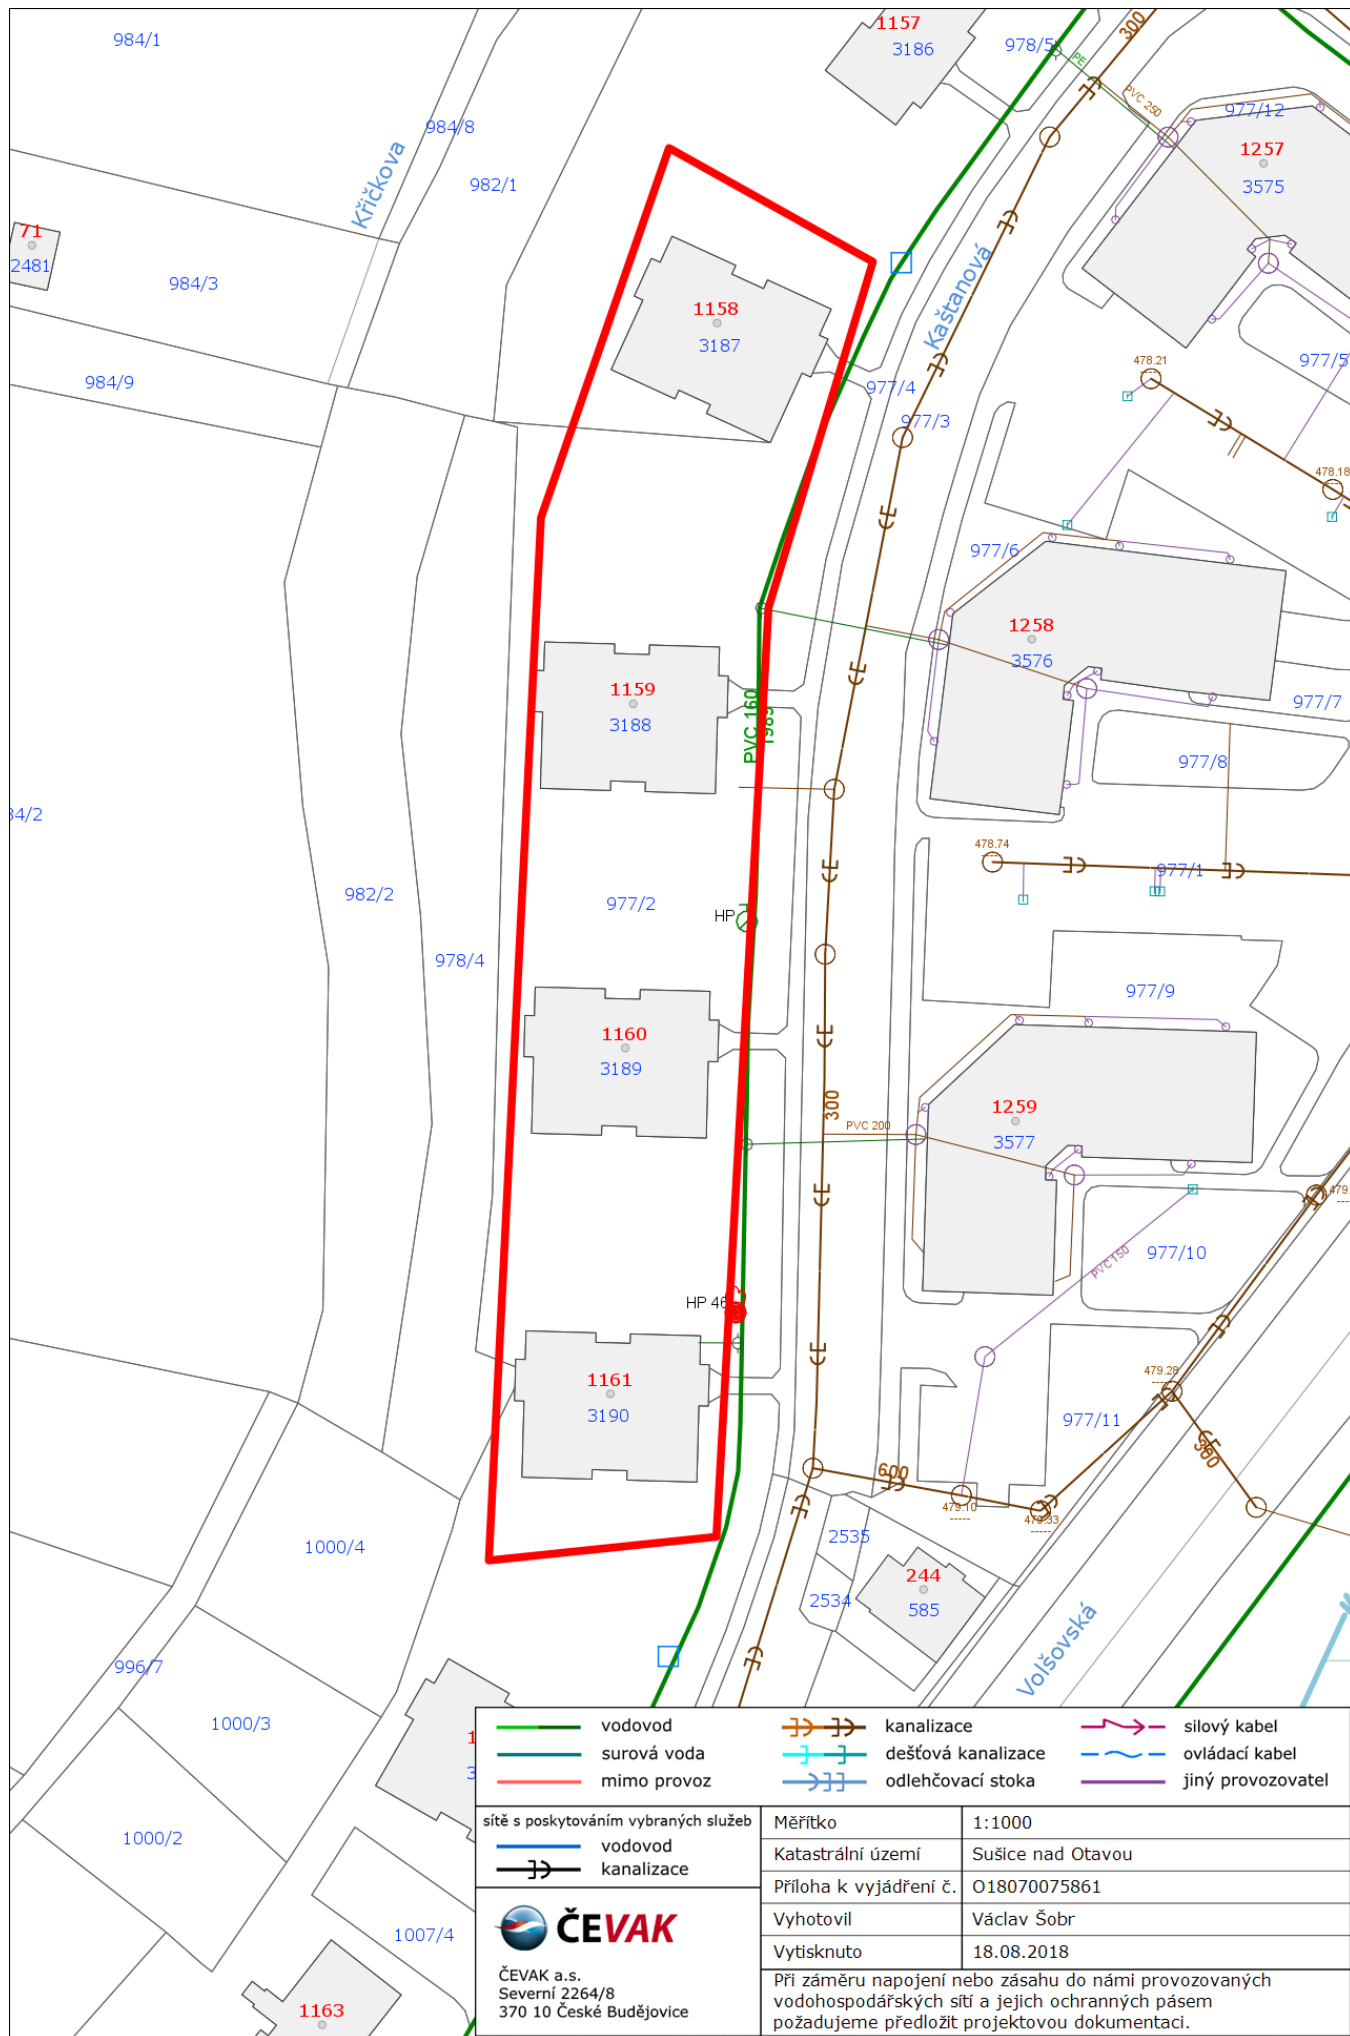 984/1
1157
3186
978/5
300
PE
PVC 250
977/12
1257
3575
984/8
Křičkova
982/1
71
2481
984/3
Kaštanová
1158
3187
984/9
977/4
977/3
478.21
977/5
478.18
977/6
1258
3576
1159
3188
PVC 160
1989
977/7
977/8
478.74
977/1
982/2
977/2
HP
978/4
977/9
1160
3189
300
PVC 200
1259
3577
977/10
PVC 150
HP 46
479.28
1161
3190
977/11
600
300
479.10
479.33
1000/4
2535
244
585
2534
Volšovská
996/7
1000/3
1000/2
1007/4
1163
vodovod
surová voda
mimo provoz
kanalizace
dešťová kanalizace
odlehčovací stoka
silový kabel
ovládací kabel
jiný provozovatel
sítě s poskytováním vybraných služeb
vodovod
kanalizace
ČEVAK
ČEVAK a.s.
Severní 2264/8
370 10 České Budějovice
Měřítko 1:1000
Katastrální území Sušice nad Otavou
Příloha k vyjádření č. O18070075861
Vyhotovil Václav Šobr
Vytisknuto 18.08.2018
Při záměru napojení nebo zásahu do námi provozovaných
vodohospodářských sítí a jejich ochranných pásem
požadujeme předložit projektovou dokumentaci.